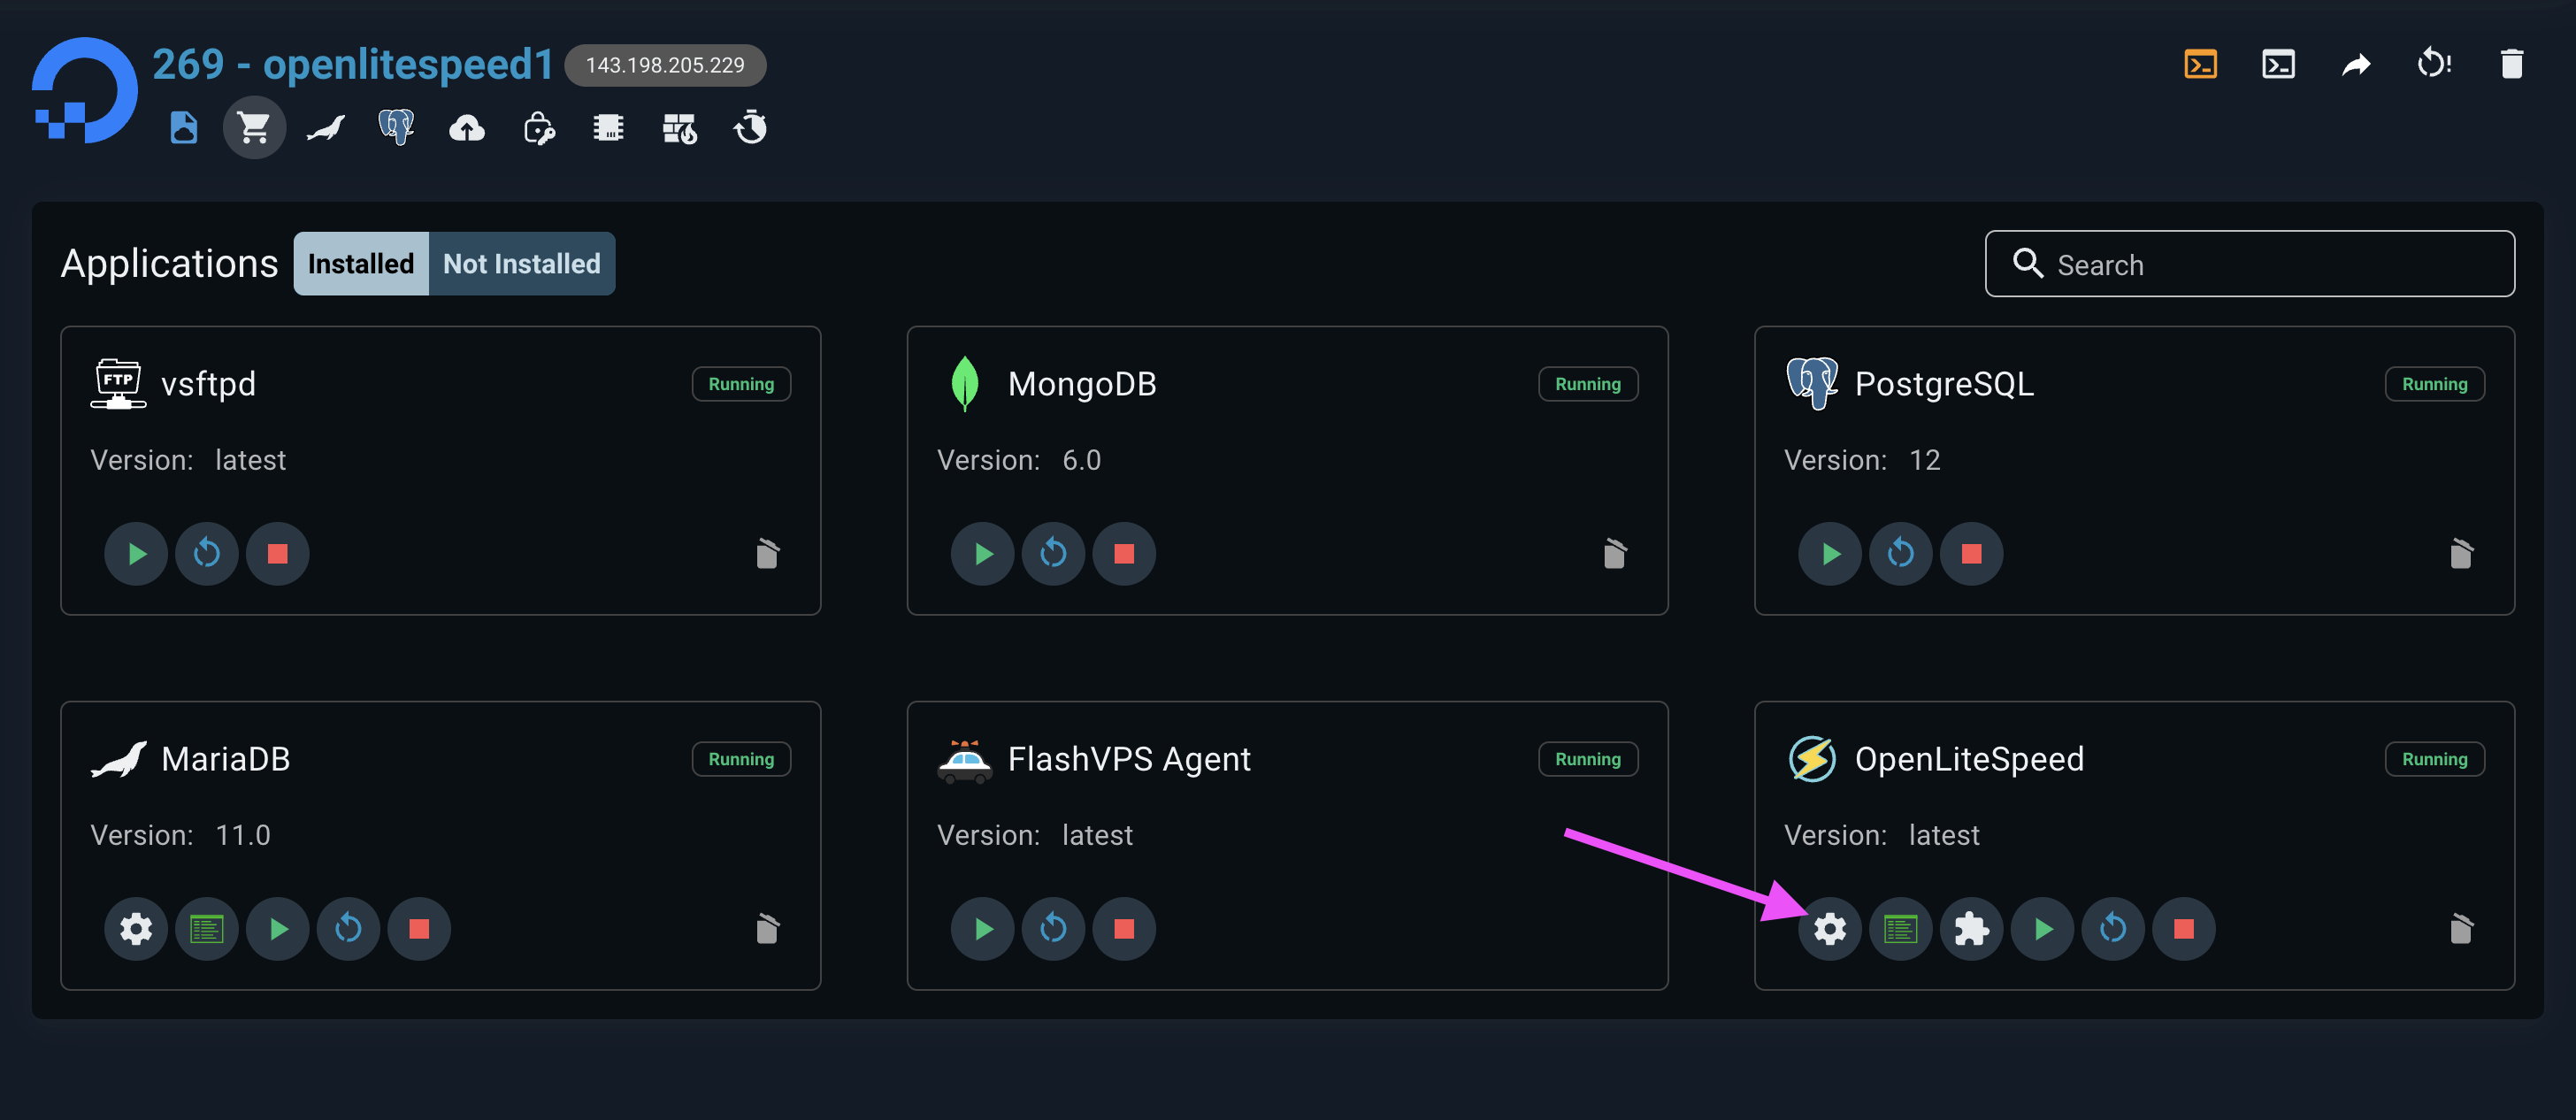 269 - openlitespeed1 143.198.205.229
Applications Installed Not Installed Search
FTP vsftpd Running
Version: latest
MongoDB Running
Version: 6.0
PostgreSQL Running
Version: 12
MariaDB Running
Version: 11.0
FlashVPS Agent Running
Version: latest
OpenLiteSpeed Running
Version: latest